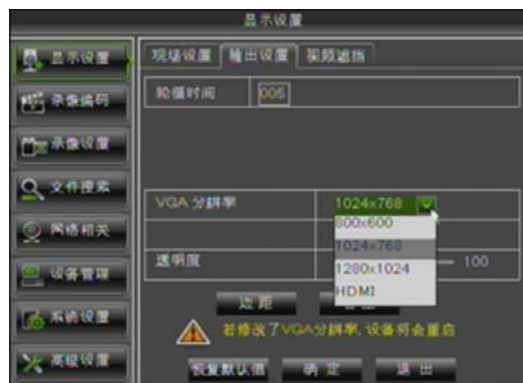 显示设置
显示设置
现场设置 输出设置 视频遮挡
录像编码
轮循时间 005
录像设置
文件搜索
VGA 分辨率 1024x768
800x600
网络相关
1024x768
透明度 100
1280x1024
设备管理
HDMI
边距
系统设置
若修改了VGA分辨率, 设备将会重启
高级设置
恢复默认值 确定 退出